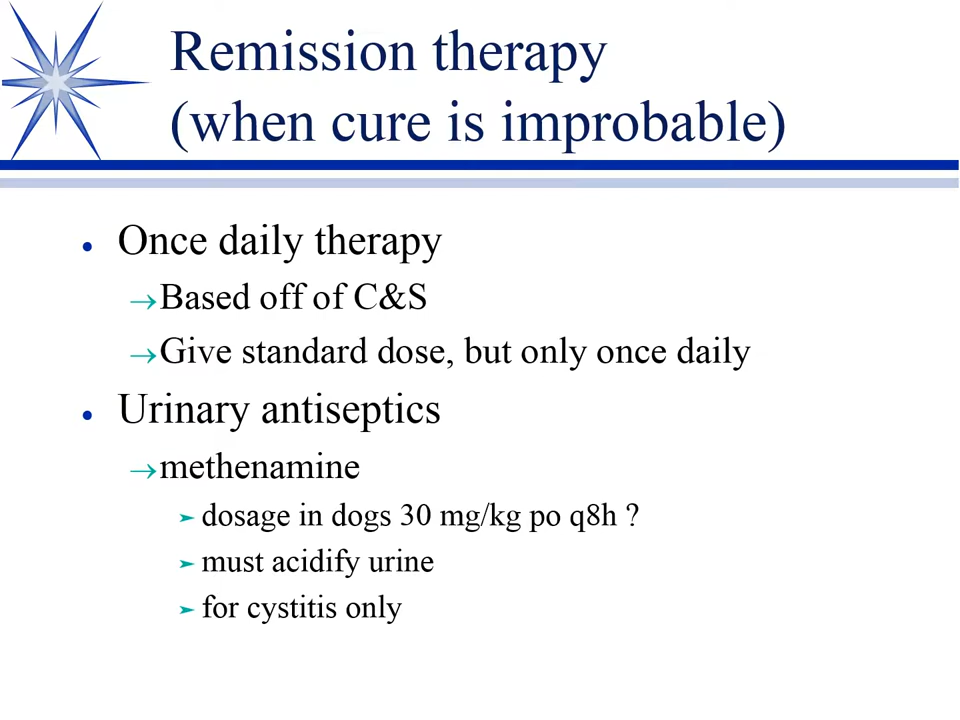 Remission therapy
(when cure is improbable)
• Once daily therapy
→Based off of C&S
→Give standard dose, but only once daily
• Urinary antiseptics
→methenamine
➤ dosage in dogs 30 mg/kg po q8h ?
➤ must acidify urine
➤ for cystitis only